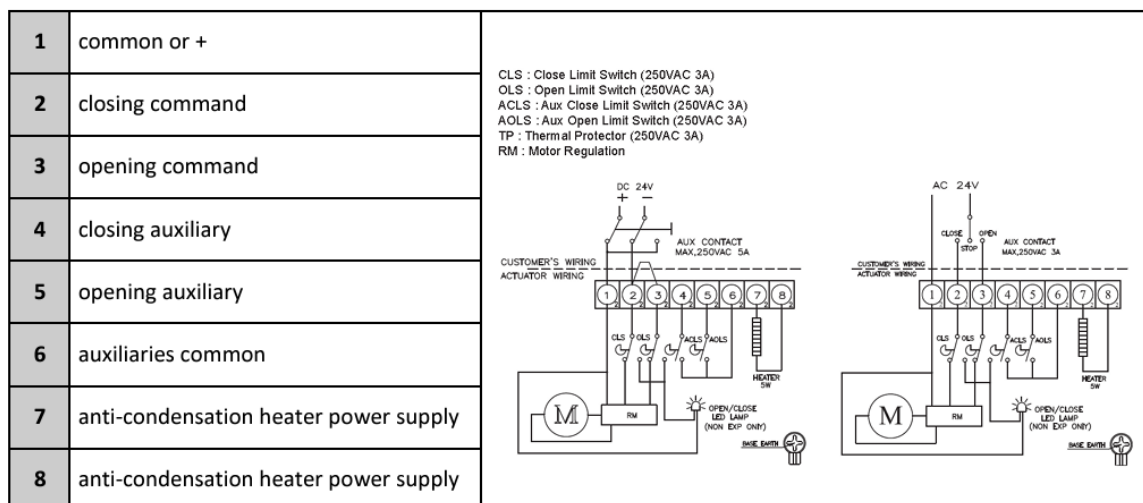 1 common or +
2 closing command
3 opening command
4 closing auxiliary
5 opening auxiliary
6 auxiliaries common
7 anti-condensation heater power supply
8 anti-condensation heater power supply
CLS : Close Limit Switch (250VAC 3A)
OLS : Open Limit Switch (250VAC 3A)
ACLS : Aux Close Limit Switch (250VAC 3A)
AOLS : Aux Open Limit Switch (250VAC 3A)
TP : Thermal Protector (250VAC 3A)
RM : Motor Regulation
DC 24V
+ −
AUX CONTACT
MAX,250VAC 5A
CUSTOMER'S WIRING
ACTUATOR WIRING
1 2 3 4 5 6 7 8
CLS OLS ACLS AOLS
HEATER
5W
M
RM
OPEN/CLOSE
LED LAMP
(NON EXP ONLY)
BASE EARTH
AC 24V
CLOSE OPEN
STOP
AUX CONTACT
MAX,250VAC 3A
CUSTOMER'S WIRING
ACTUATOR WIRING
1 2 3 4 5 6 7 8
CLS OLS ACLS AOLS
HEATER
5W
M
RM
OPEN/CLOSE
LED LAMP
(NON EXP ONLY)
BASE EARTH